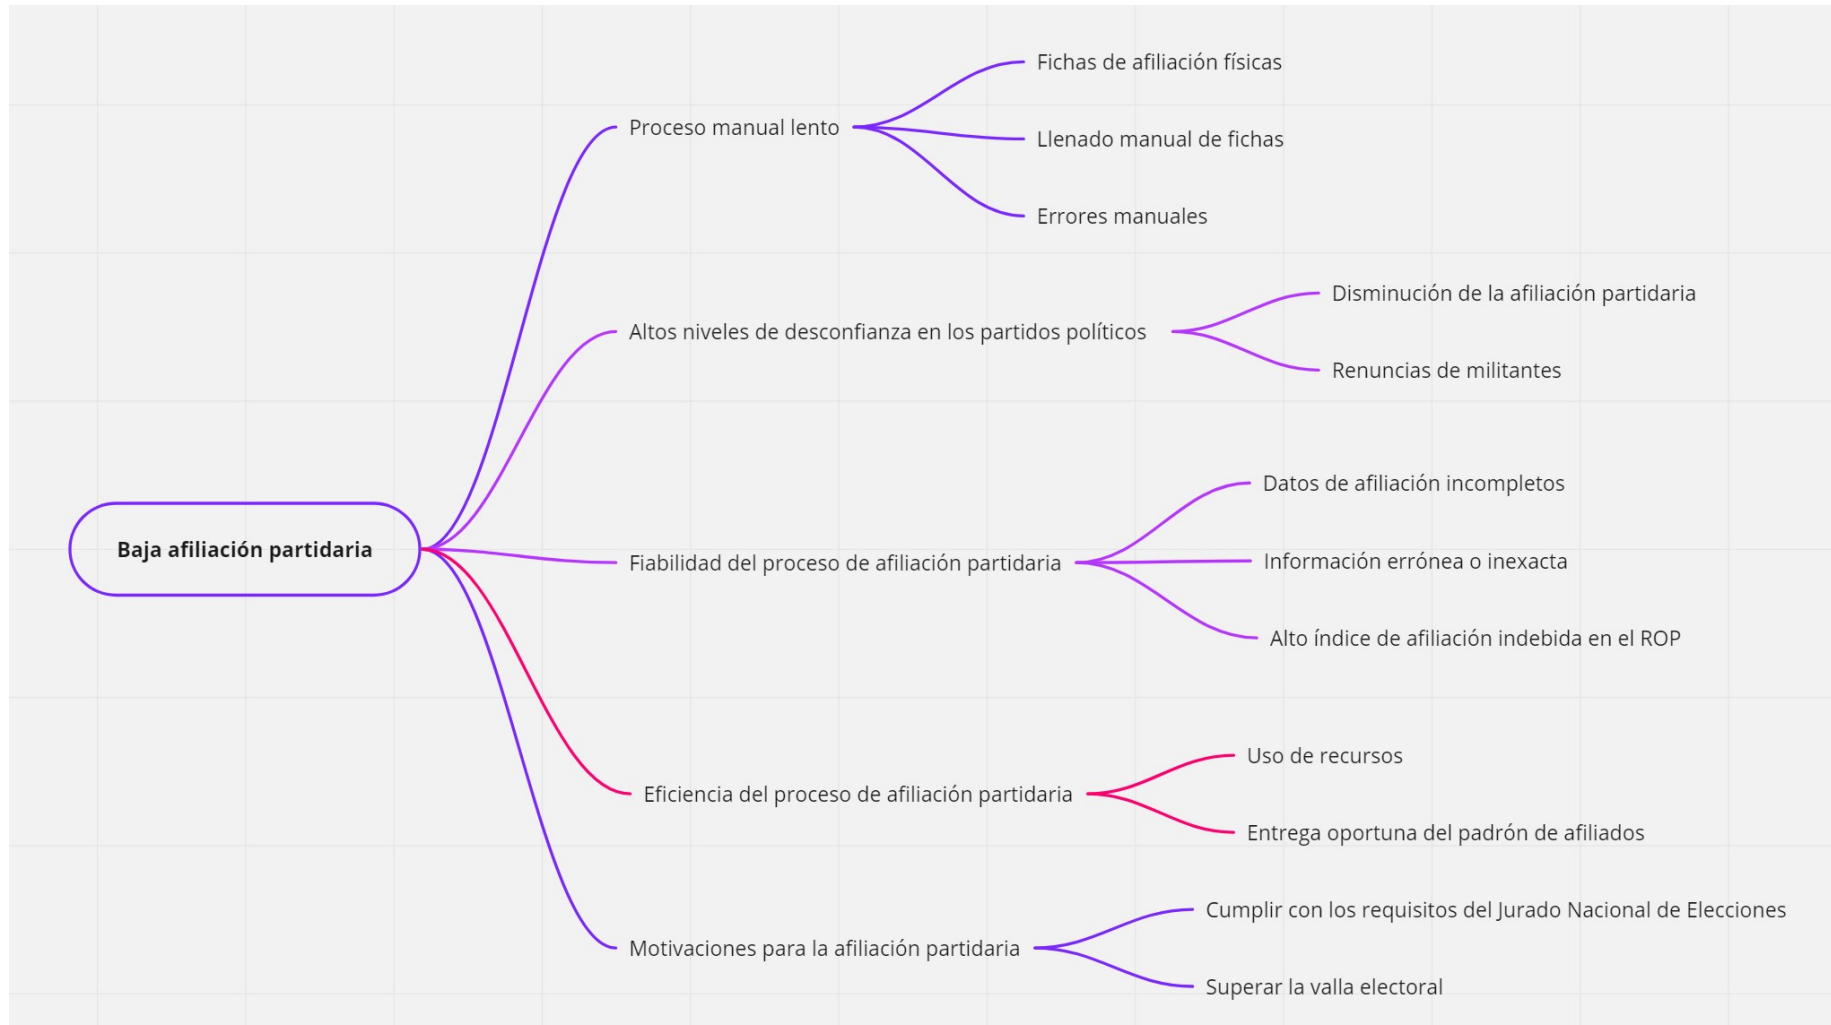 Baja afiliación partidaria
Proceso manual lento
Fichas de afiliación físicas
Llenado manual de fichas
Errores manuales
Altos niveles de desconfianza en los partidos políticos
Disminución de la afiliación partidaria
Renuncias de militantes
Fiabilidad del proceso de afiliación partidaria
Datos de afiliación incompletos
Información errónea o inexacta
Alto índice de afiliación indebida en el ROP
Eficiencia del proceso de afiliación partidaria
Uso de recursos
Entrega oportuna del padrón de afiliados
Motivaciones para la afiliación partidaria
Cumplir con los requisitos del Jurado Nacional de Elecciones
Superar la valla electoral